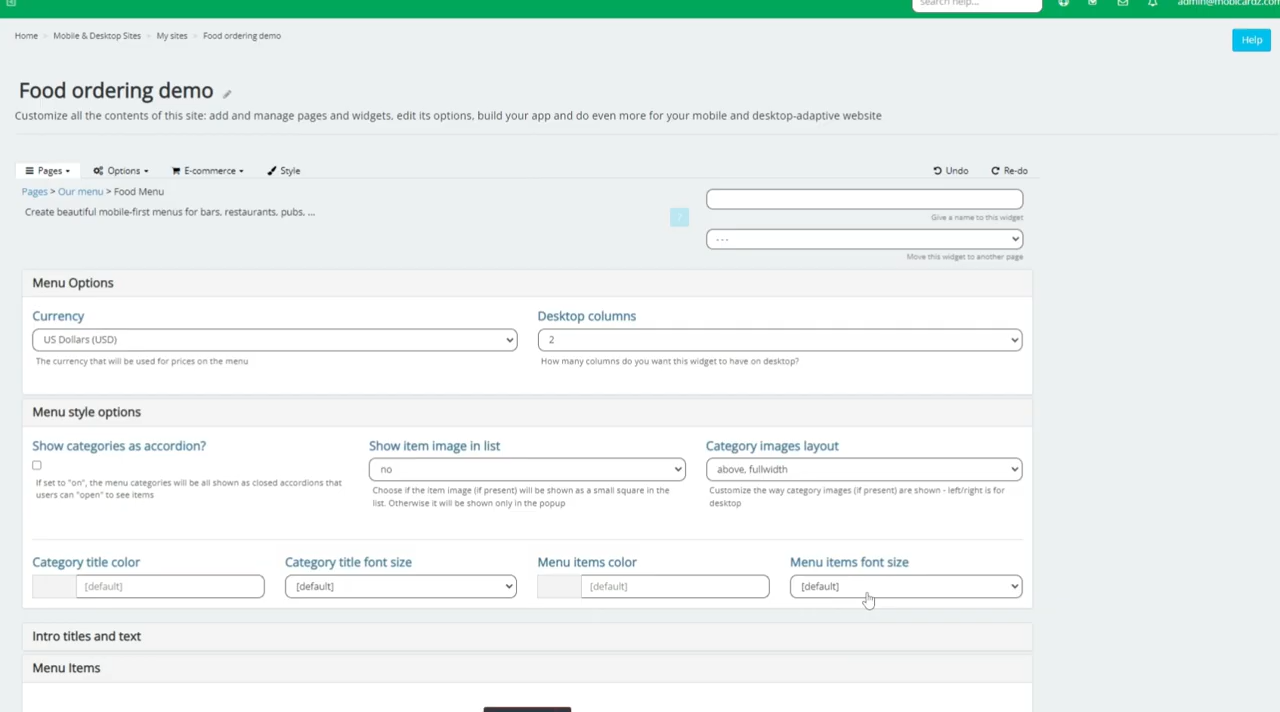 search help...
admin@mobicardz.com
Home > Mobile & Desktop Sites > My sites > Food ordering demo
Help
Food ordering demo
Customize all the contents of this site: add and manage pages and widgets, edit its options, build your app and do even more for your mobile and desktop-adaptive website
Pages Options E-commerce Style Undo Re-do
Pages > Our menu > Food Menu
Create beautiful mobile-first menus for bars, restaurants, pubs, ...
?
Give a name to this widget
- - -
Move this widget to another page
Menu Options
Currency Desktop columns
US Dollars (USD) 2
The currency that will be used for prices on the menu How many columns do you want this widget to have on desktop?
Menu style options
Show categories as accordion? Show item image in list Category images layout
no above, fullwidth
If set to "on", the menu categories will be all shown as closed accordions that
users can "open" to see items
Choose if the item image (if present) will be shown as a small square in the
list. Otherwise it will be shown only in the popup
Customize the way category images (if present) are shown - left/right is for
desktop
Category title color Category title font size Menu items color Menu items font size
[default] [default] [default] [default]
Intro titles and text
Menu Items